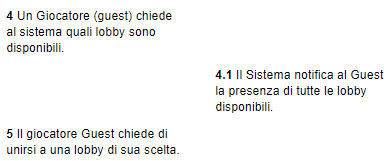 4 Un Giocatore (guest) chiede
al sistema quali lobby sono
disponibili.
4.1 Il Sistema notifica al Guest
la presenza di tutte le lobby
disponibili.
5 Il giocatore Guest chiede di
unirsi a una lobby di sua scelta.